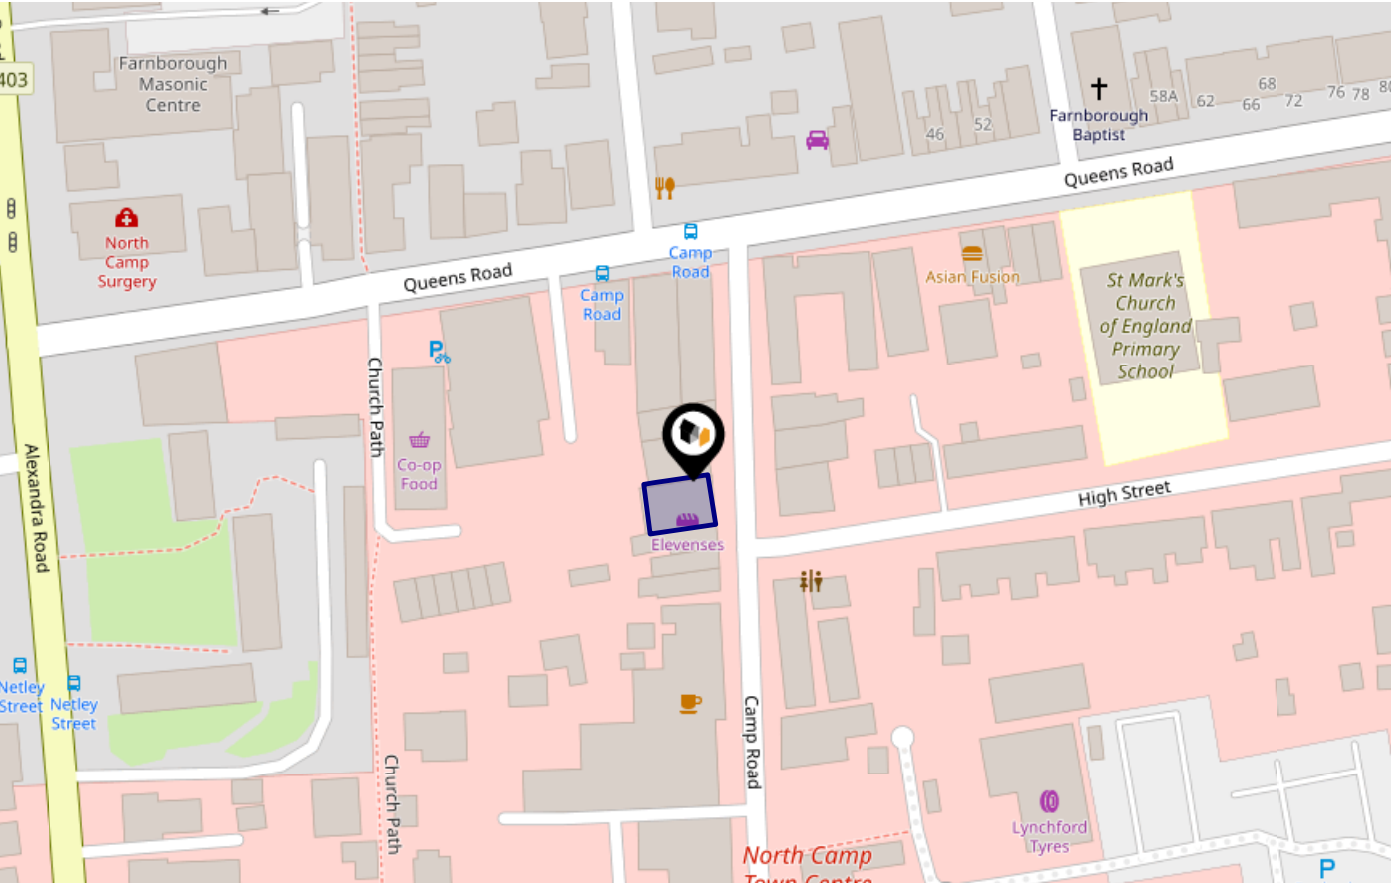 403
Farnborough
Masonic
Centre
North
Camp
Surgery
Queens Road
Camp
Road
Camp
Road
46
52
58A
62
66
68
72
76
78
80
Farnborough
Baptist
Queens Road
Asian Fusion
St Mark's
Church
of England
Primary
School
Church Path
P
Co-op
Food
Alexandra Road
Elevenses
High Street
Netley
Street
Netley
Street
Camp Road
Church Path
Lynchford
Tyres
North Camp
Town Centre
P